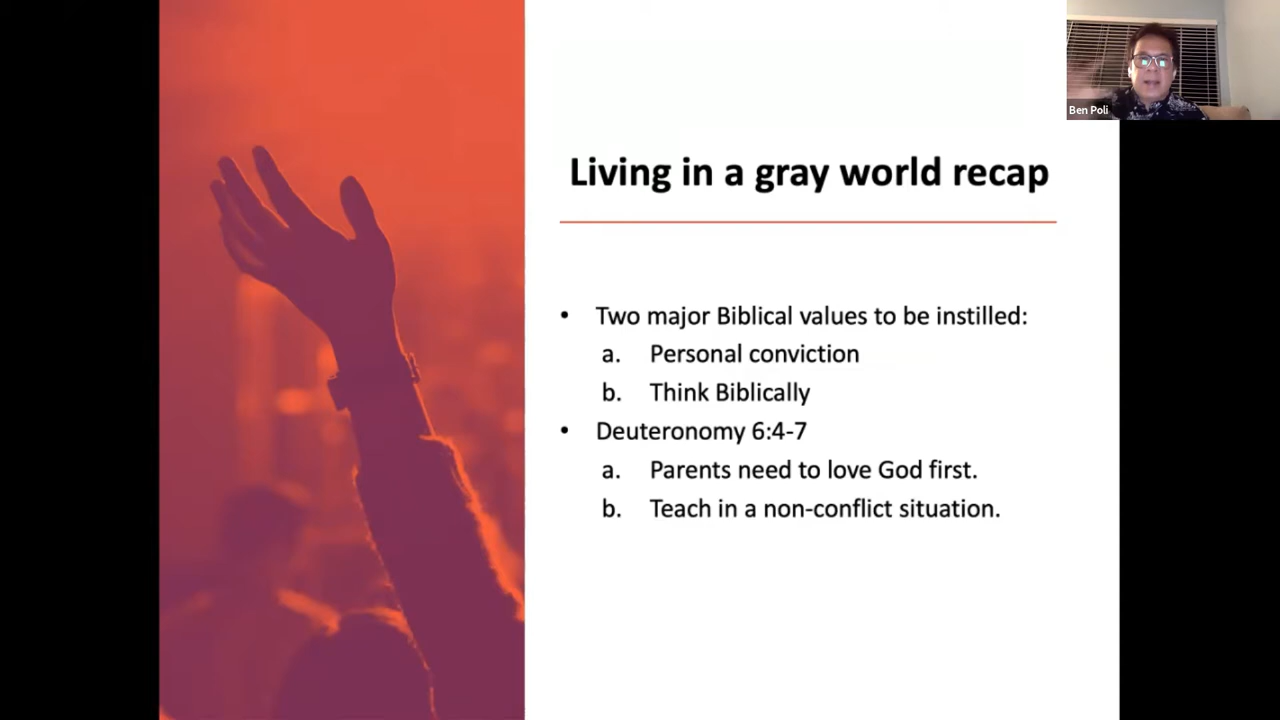 Ben Poli
Living in a gray world recap
• Two major Biblical values to be instilled:
a. Personal conviction
b. Think Biblically
• Deuteronomy 6:4-7
a. Parents need to love God first.
b. Teach in a non-conflict situation.